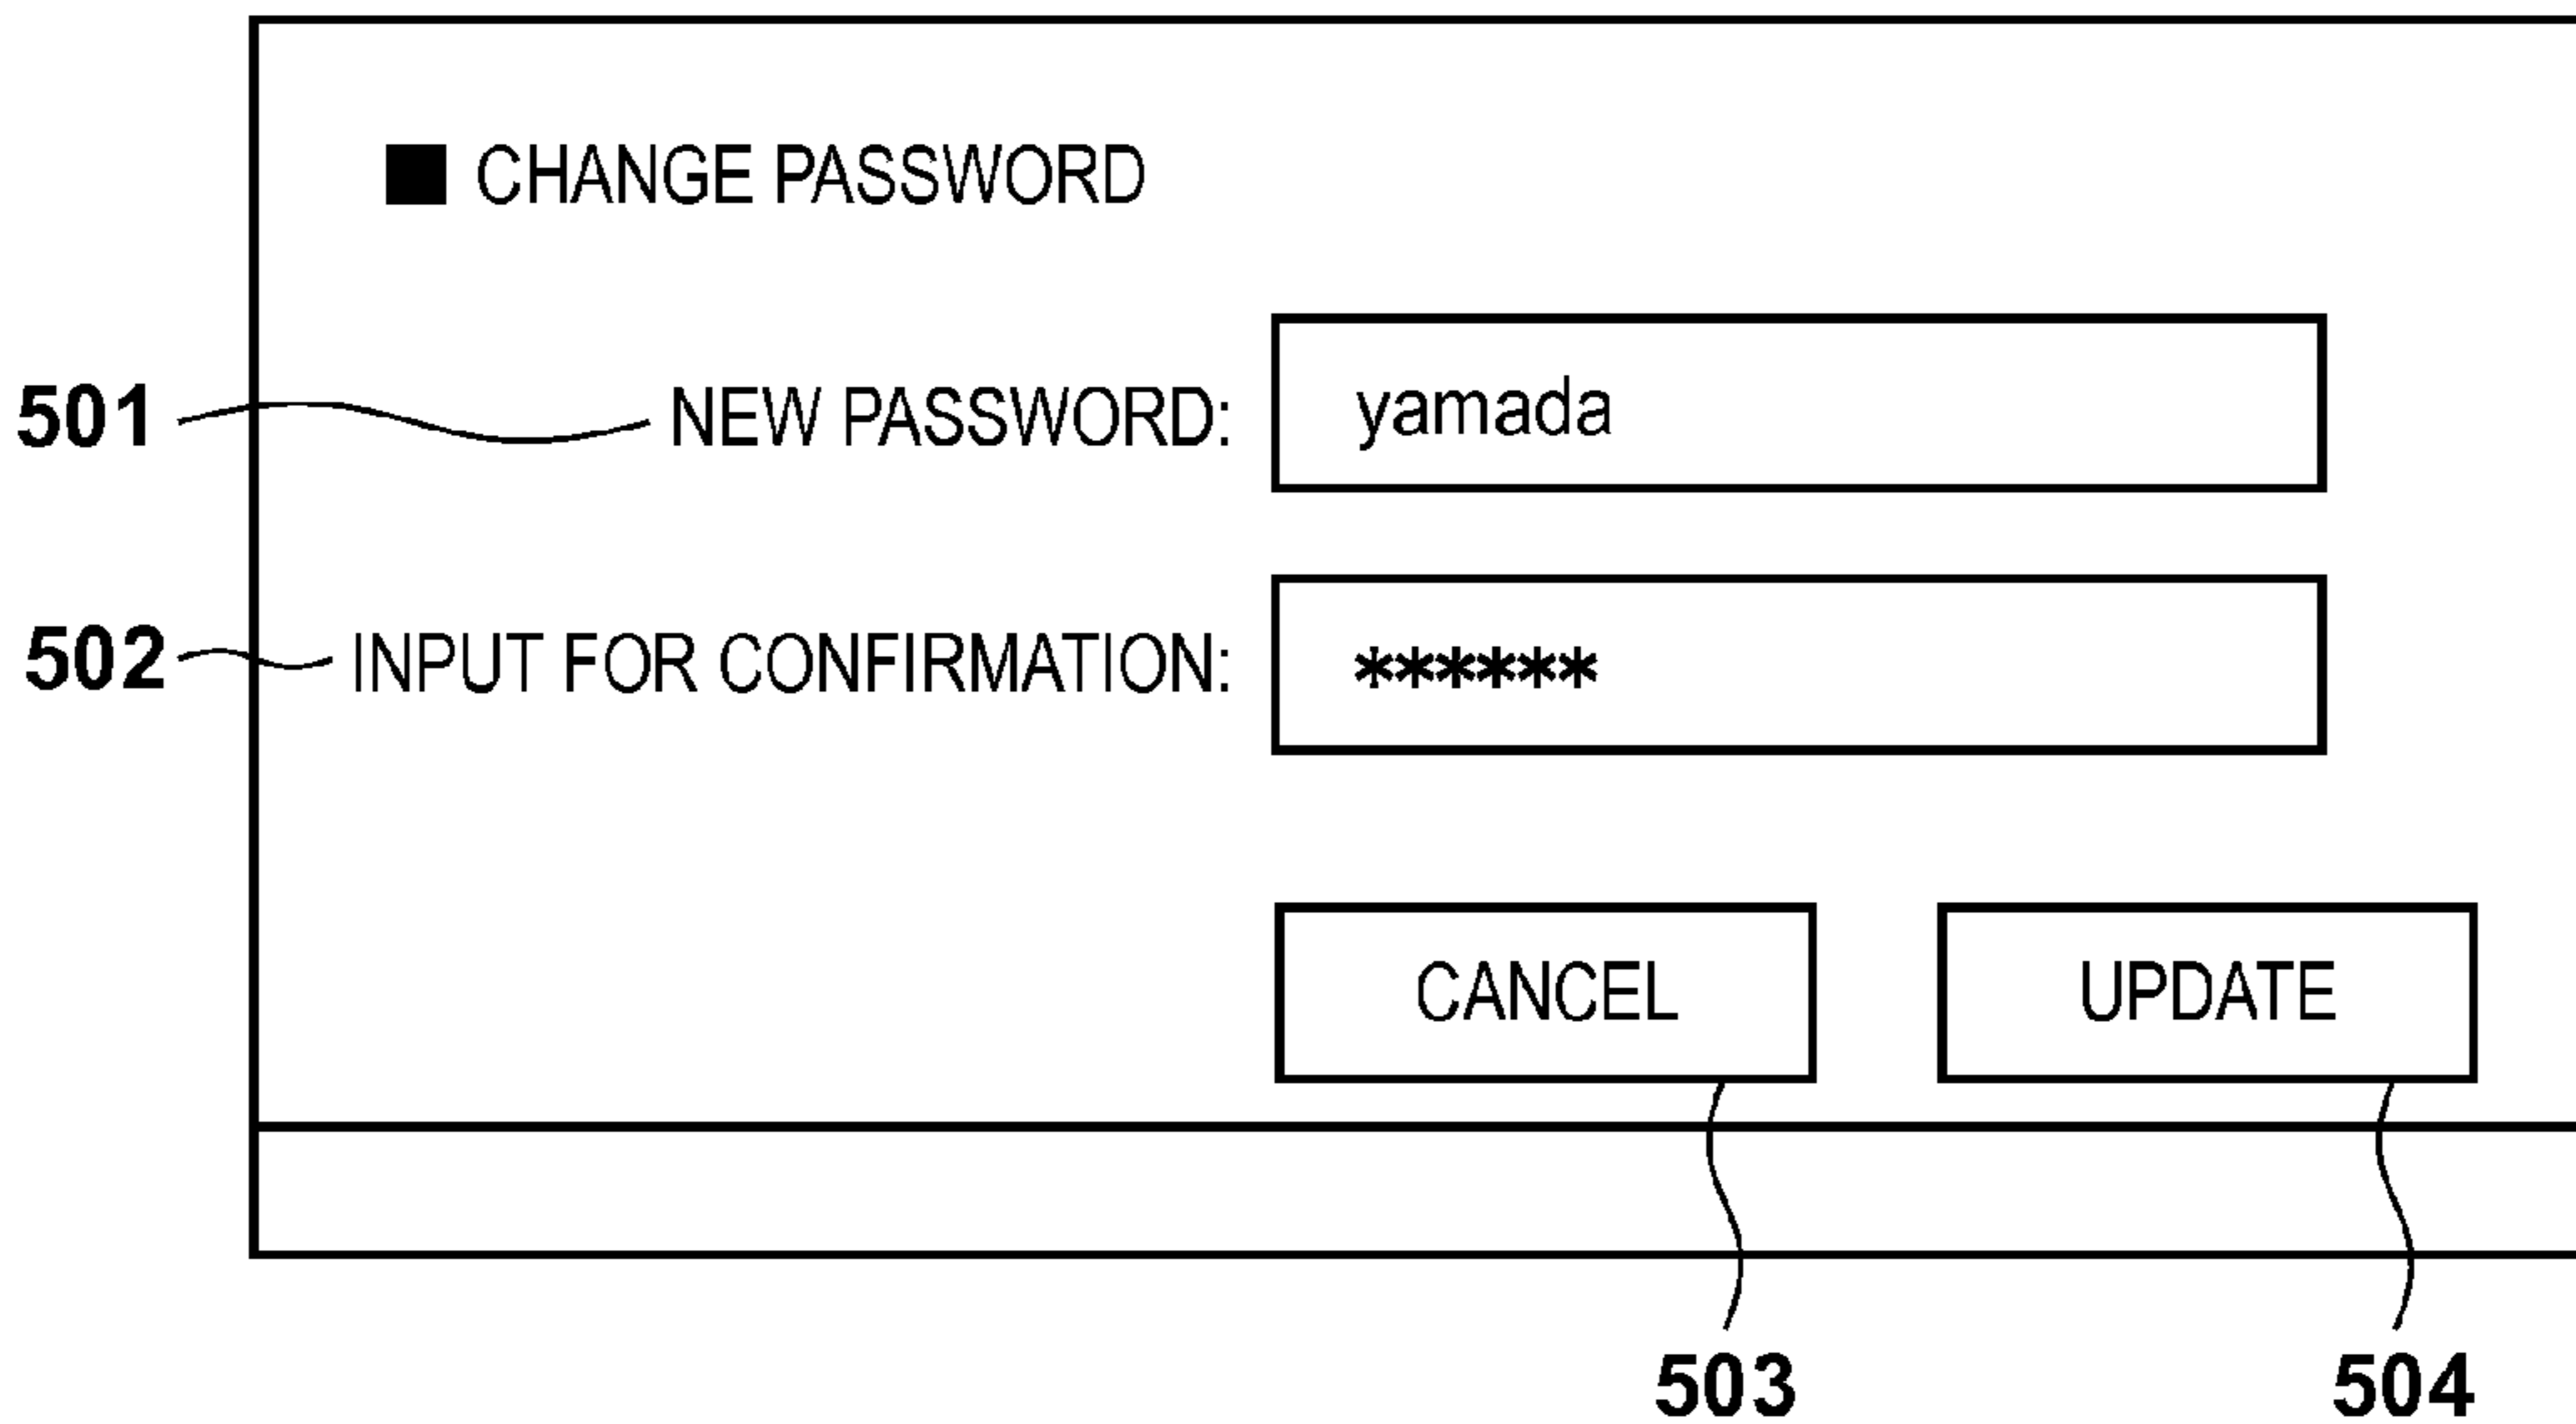 ■ CHANGE PASSWORD
501 NEW PASSWORD: yamada
502 INPUT FOR CONFIRMATION: ******
CANCEL UPDATE
503 504